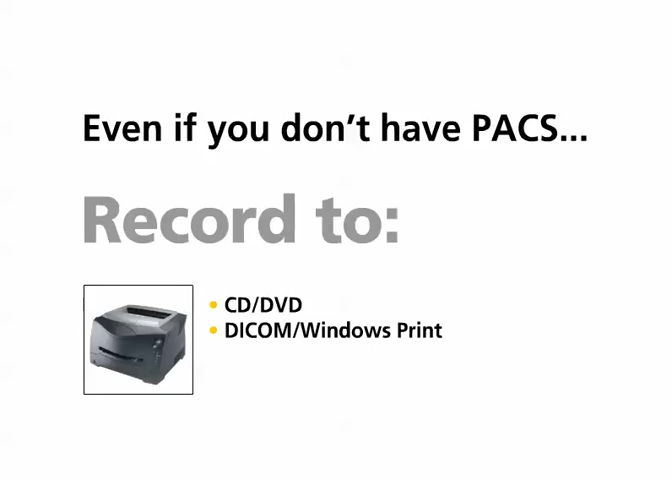 Even if you don't have PACS...
Record to:
• CD/DVD
• DICOM/Windows Print